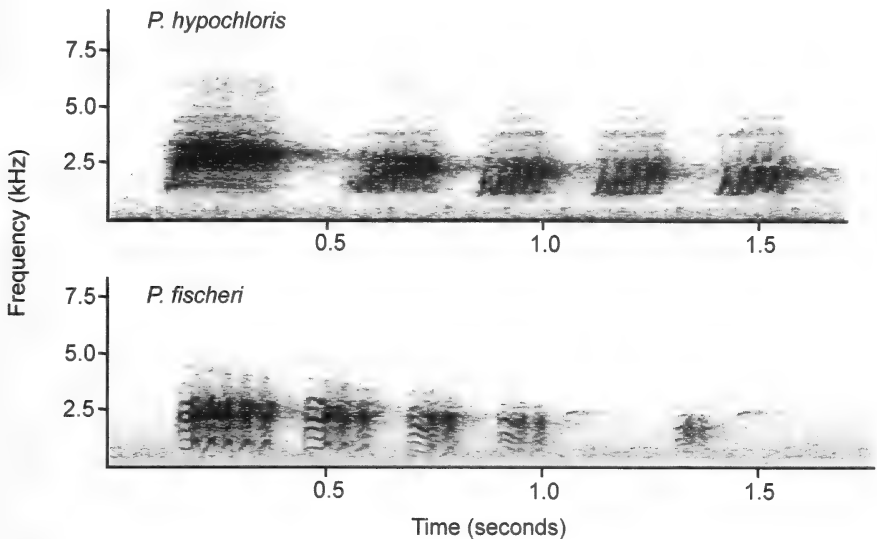 P. hypochloris
7.5
5.0
2.5
0.5 1.0 1.5
Frequency (kHz)
P. fischeri
7.5
5.0
2.5
0.5 1.0 1.5
Time (seconds)